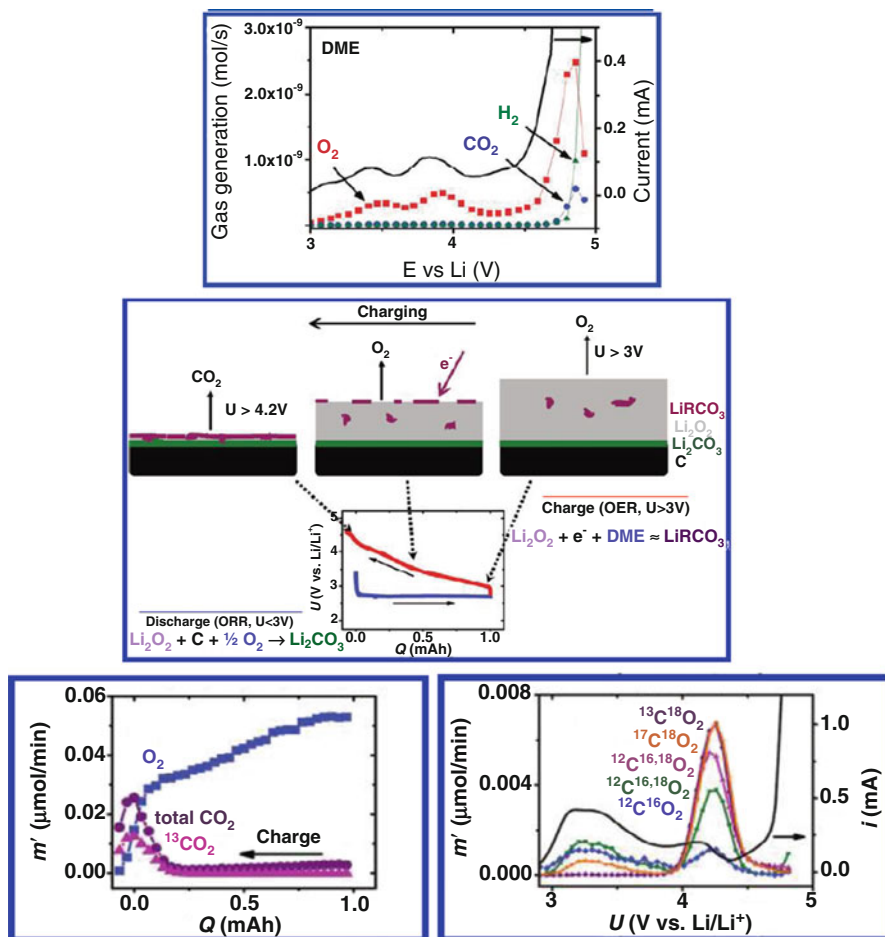 3.0x10⁻⁹
DME
0.4
Gas generation (mol/s)
2.0x10⁻⁹
H₂
0.2
Current (mA)
CO₂
O₂
1.0x10⁻⁹
0.0
3 4 5
E vs Li (V)
Charging
O₂
O₂
e⁻
U > 3V
CO₂
U > 4.2V
LiRCO₃
Li₂O₂
Li₂CO₃
C
Charge (OER, U>3V)
Li₂O₂ + e⁻ + DME ≈ LiRCO₃
5
4
3
2
U (V vs. Li/Li⁺)
0.0 0.5 1.0
Q (mAh)
Discharge (ORR, U<3V)
Li₂O₂ + C + ½ O₂ → Li₂CO₃
0.06
0.04
0.02
0.00
m' (µmol/min)
O₂
total CO₂
¹³CO₂
Charge
0.0 0.5 1.0
Q (mAh)
0.008
0.004
0.000
m' (µmol/min)
¹³C¹⁸O₂
¹⁷C¹⁸O₂
¹²C¹⁶,¹⁸O₂
¹²C¹⁶,¹⁸O₂
¹²C¹⁶O₂
1.0
0.5
0.0
i (mA)
3 4 5
U (V vs. Li/Li⁺)